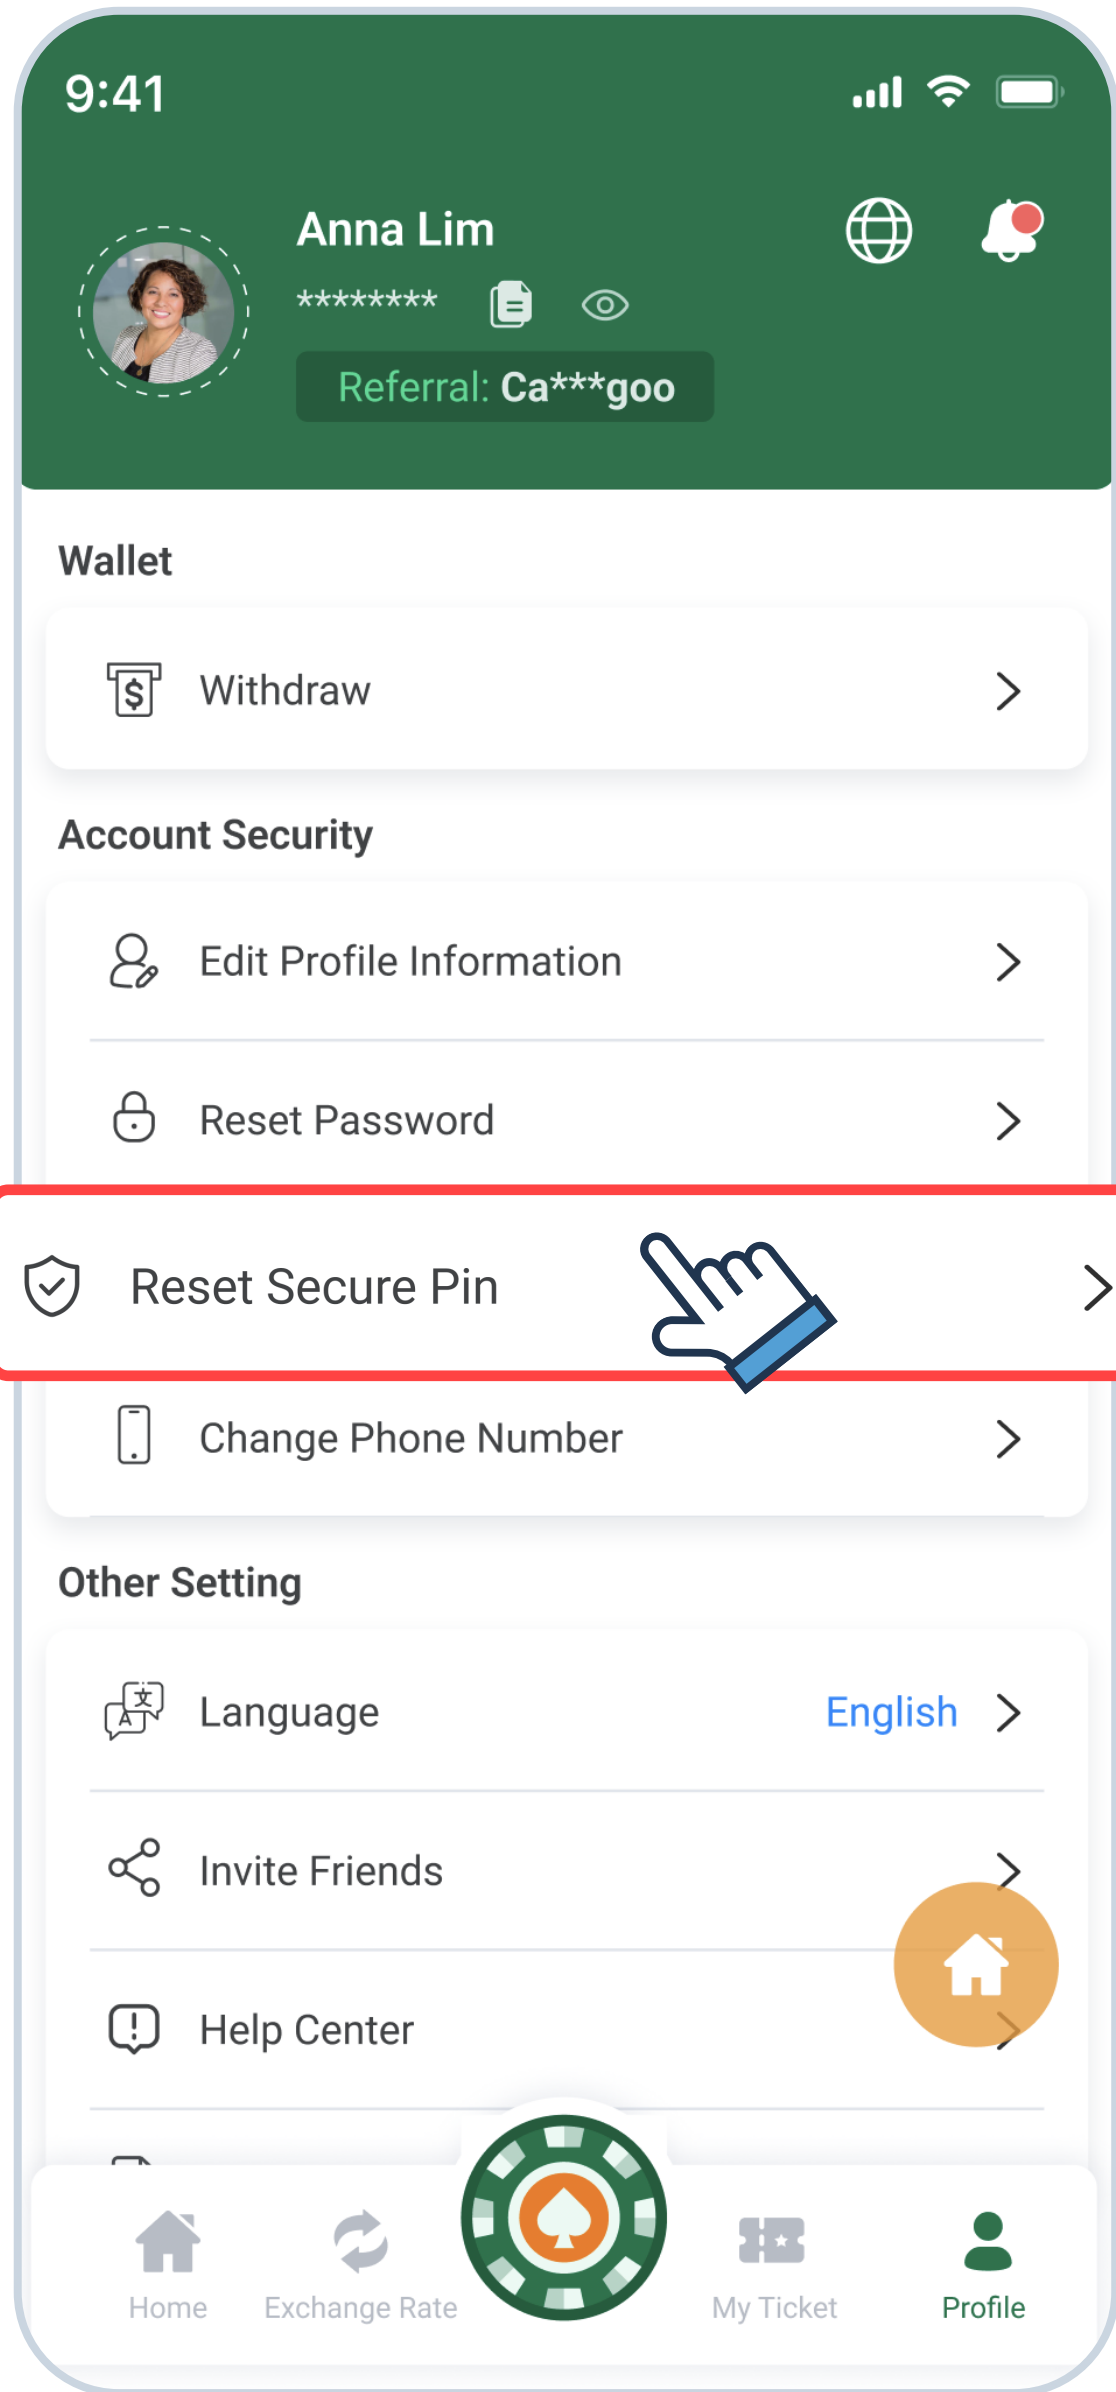 9:41
Anna Lim
********
Referral: Ca***goo
Wallet
Withdraw
Account Security
Edit Profile Information
Reset Password
Reset Secure Pin
Change Phone Number
Other Setting
Language English
Invite Friends
Help Center
Home Exchange Rate My Ticket Profile